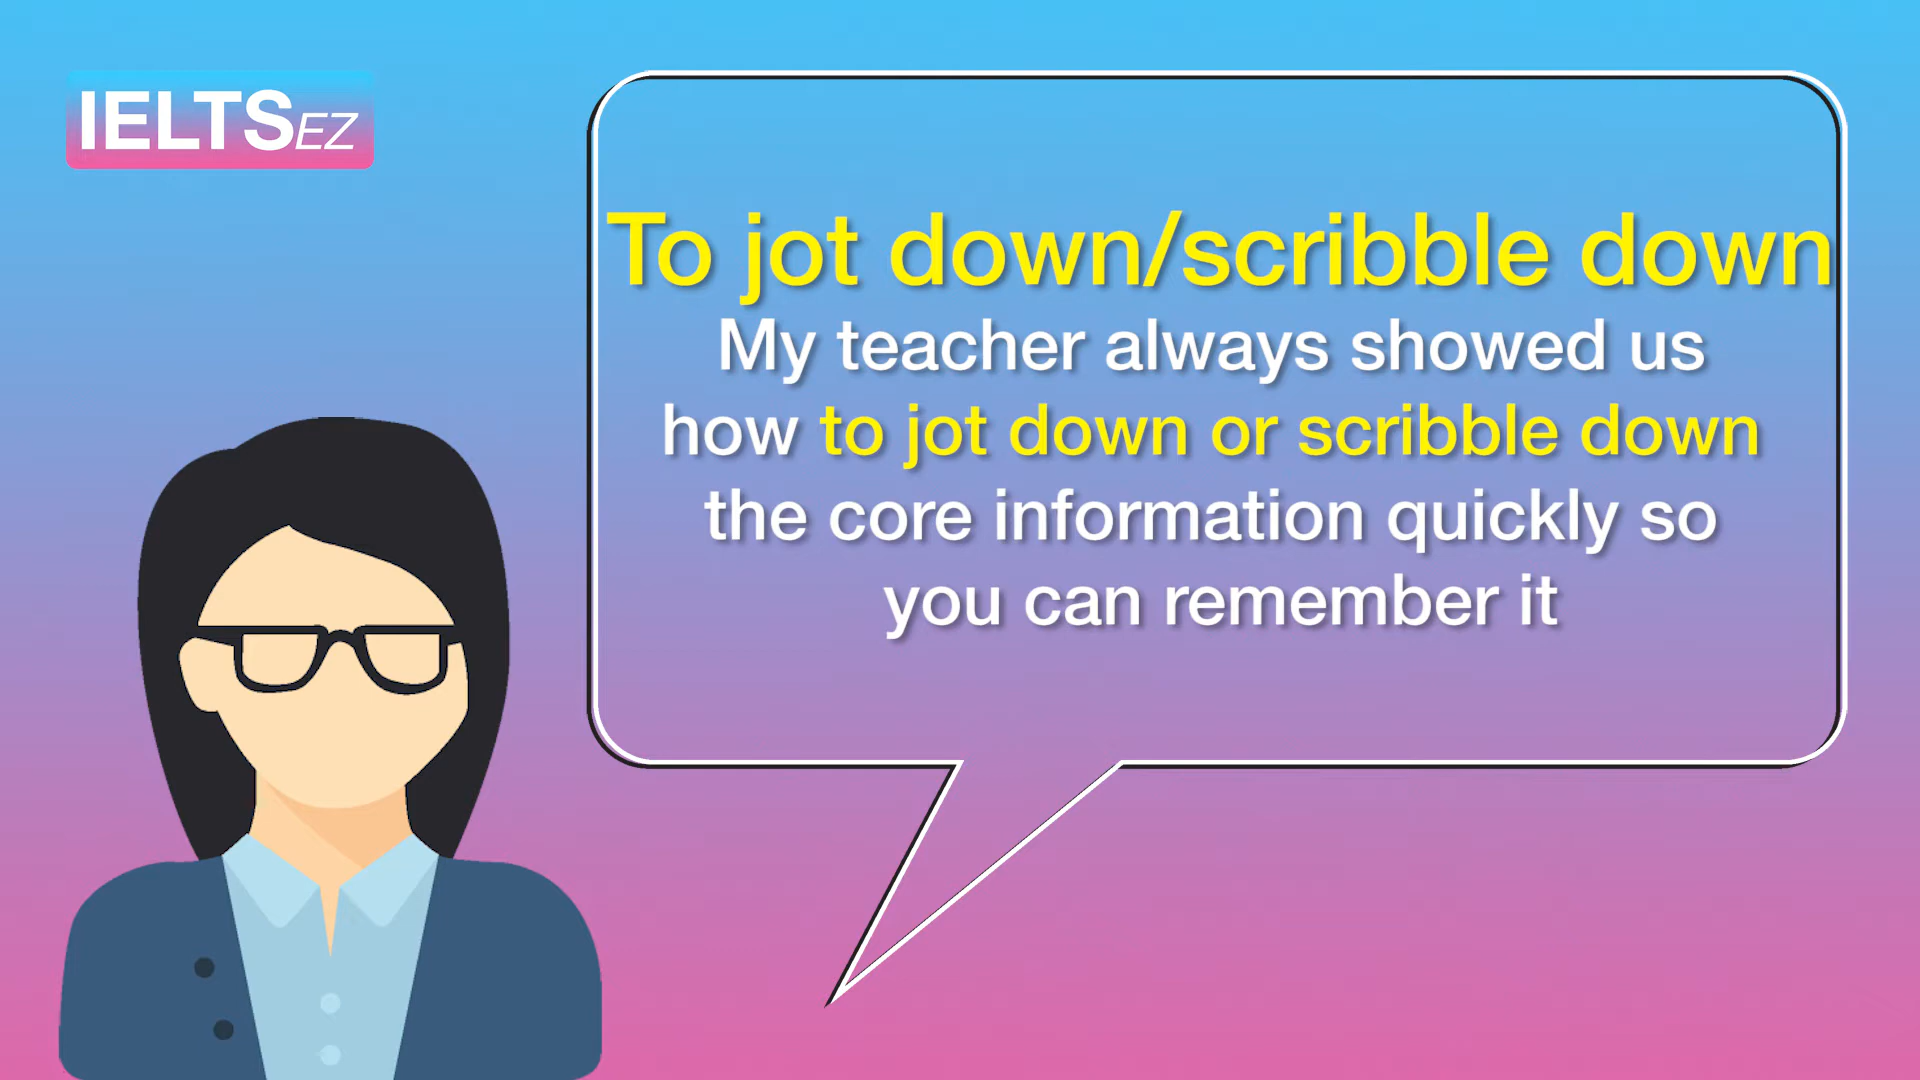 IELTSEZ
To jot down/scribble down
My teacher always showed us
how to jot down or scribble down
the core information quickly so
you can remember it